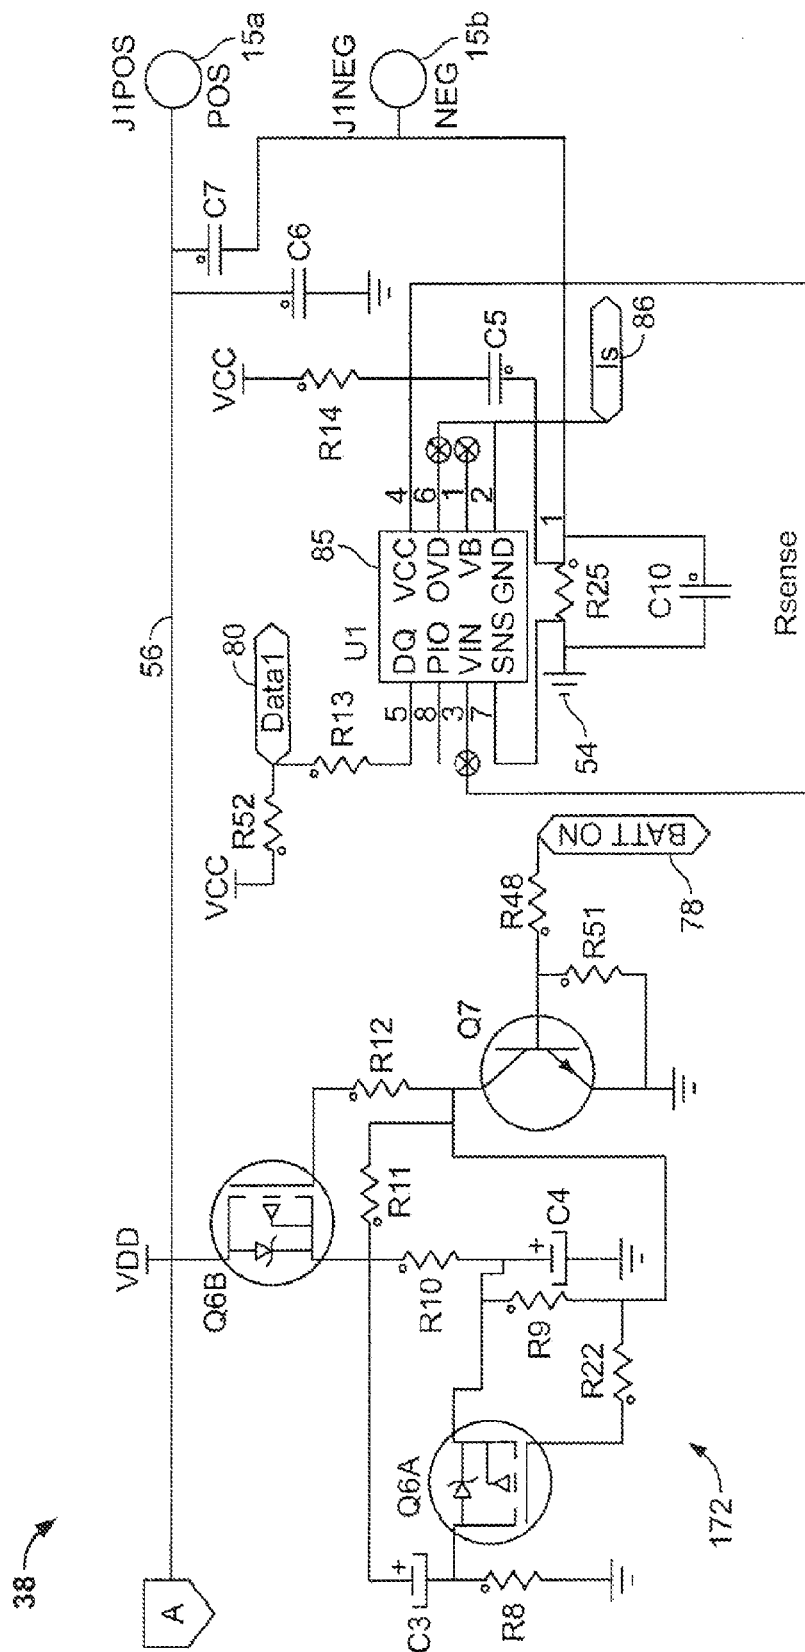 38
A
56
J1POS
POS
15a
J1NEG
NEG
15b
C7
C6
VCC
R14
C5
Is
86
VCC
R52
Data1
80
R13
U1
85
5
8
3
7
DQ VCC
PIO OVD
VIN VB
SNS GND
4
6
1
2
1
R25
C10
Rsense
54
VDD
Q6B
R12
R11
Q7
R48
BATT ON
78
R51
R10
C4
+
R9
R22
Q6A
C3
+
R8
172